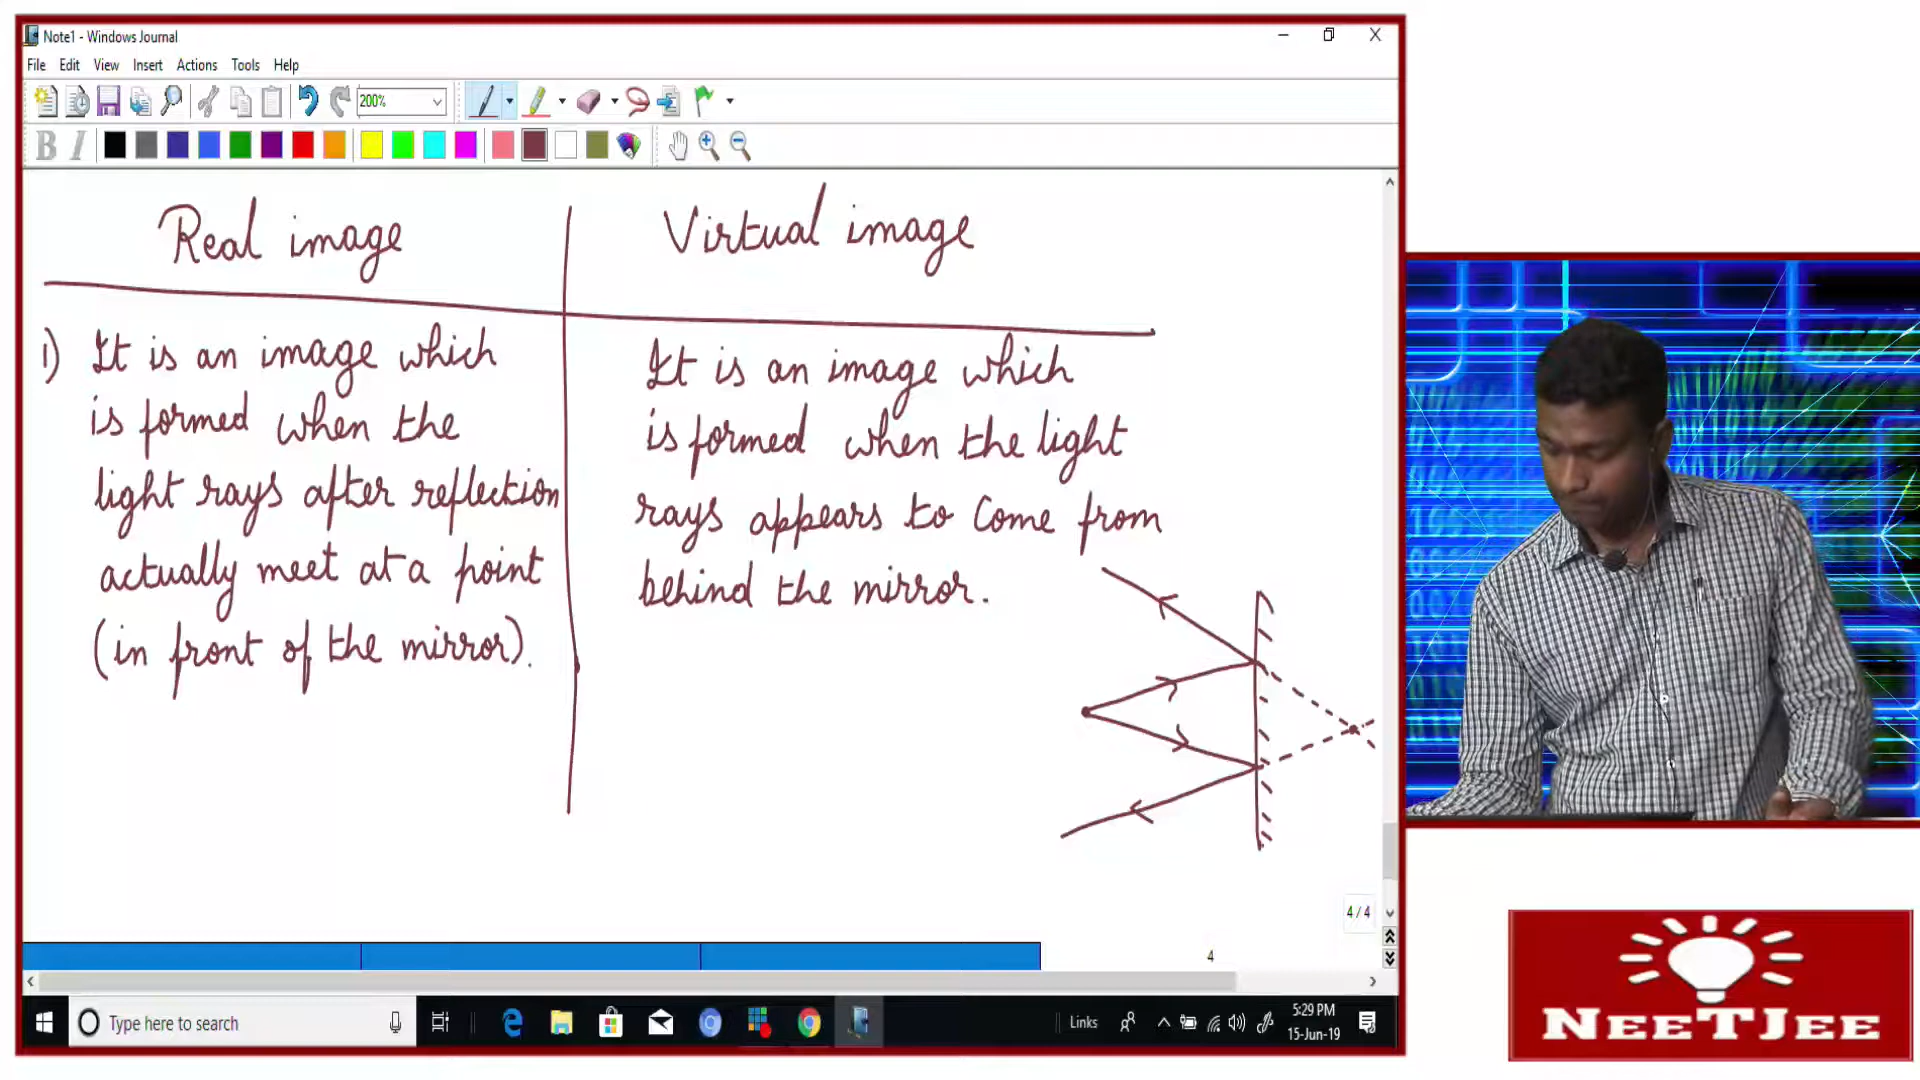 Note1 - Windows Journal
File Edit View Insert Actions Tools Help
200%
B I
Real image
Virtual image
1) It is an image which
is formed when the
light rays after reflection
actually meet at a point
(in front of the mirror).
It is an image which
is formed when the light
rays appears to come from
behind the mirror.
4 / 4
4
Type here to search
Links
5:29 PM
15-Jun-19
NEETJEE